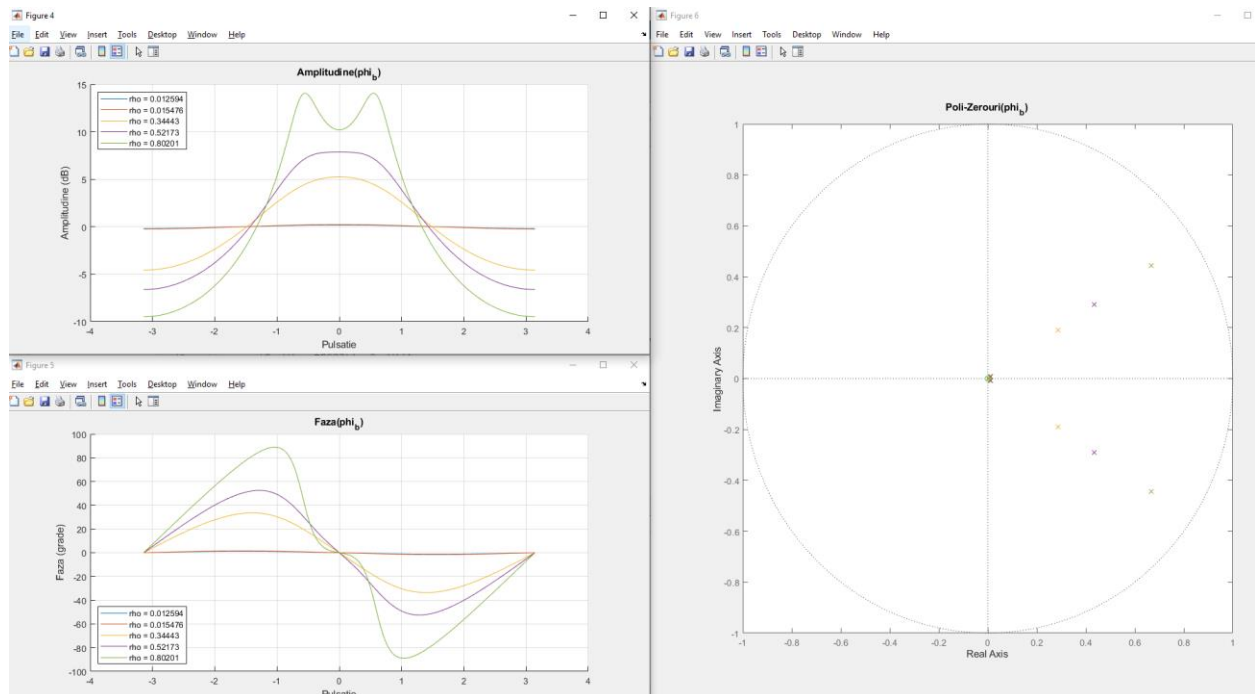 Figure 4
File Edit View Insert Tools Desktop Window Help
Amplitudine(phi_b)
15
10
5
0
-5
-10
Amplitudine (dB)
rho = 0.012594
rho = 0.015476
rho = 0.34443
rho = 0.52173
rho = 0.80201
-4 -3 -2 -1 0 1 2 3 4
Pulsatie
Figure 5
File Edit View Insert Tools Desktop Window Help
Faza(phi_b)
100
80
60
40
20
0
-20
-40
-60
-80
-100
Faza (grade)
rho = 0.012594
rho = 0.015476
rho = 0.34443
rho = 0.52173
rho = 0.80201
-4 -3 -2 -1 0 1 2 3 4
Pulsatie
Figure 6
File Edit View Insert Tools Desktop Window Help
Poli-Zerouri(phi_b)
1
0.8
0.6
0.4
0.2
0
-0.2
-0.4
-0.6
-0.8
-1
Imaginary Axis
-1 -0.8 -0.6 -0.4 -0.2 0 0.2 0.4 0.6 0.8 1
Real Axis